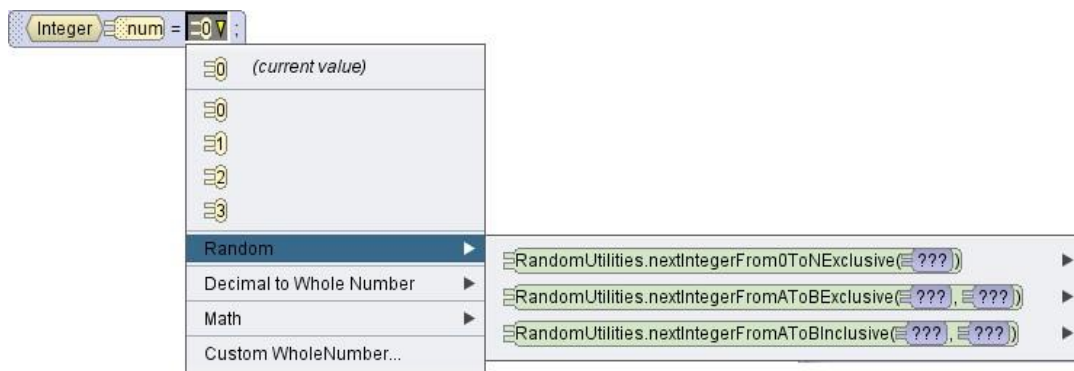 Integer num = 0 ;
0 (current value)
0
1
2
3
Random
Decimal to Whole Number
Math
Custom WholeNumber...
RandomUtilities.nextIntegerFrom0ToNExclusive( ??? )
RandomUtilities.nextIntegerFromAToBExclusive( ??? , ??? )
RandomUtilities.nextIntegerFromAToBInclusive( ??? , ??? )